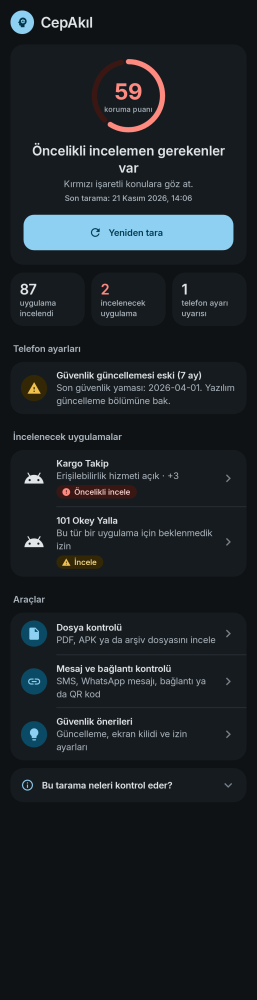 CepAkıl
59
koruma puanı
Öncelikli incelemen gerekenler
var
Kırmızı işaretli konulara göz at.
Son tarama: 21 Kasım 2026, 14:06
Yeniden tara
87
uygulama
incelendi
2
incelenecek
uygulama
1
telefon ayarı
uyarısı
Telefon ayarları
Güvenlik güncellemesi eski (7 ay)
Son güvenlik yaması: 2026-04-01. Yazılım
güncelleme bölümüne bak.
İncelenecek uygulamalar
Kargo Takip
Erişilebilirlik hizmeti açık · +3
Öncelikli incele
101 Okey Yalla
Bu tür bir uygulama için beklenmedik
izin
İncele
Araçlar
Dosya kontrolü
PDF, APK ya da arşiv dosyasını incele
Mesaj ve bağlantı kontrolü
SMS, WhatsApp mesajı, bağlantı ya
da QR kod
Güvenlik önerileri
Güncelleme, ekran kilidi ve izin
ayarları
Bu tarama neleri kontrol eder?